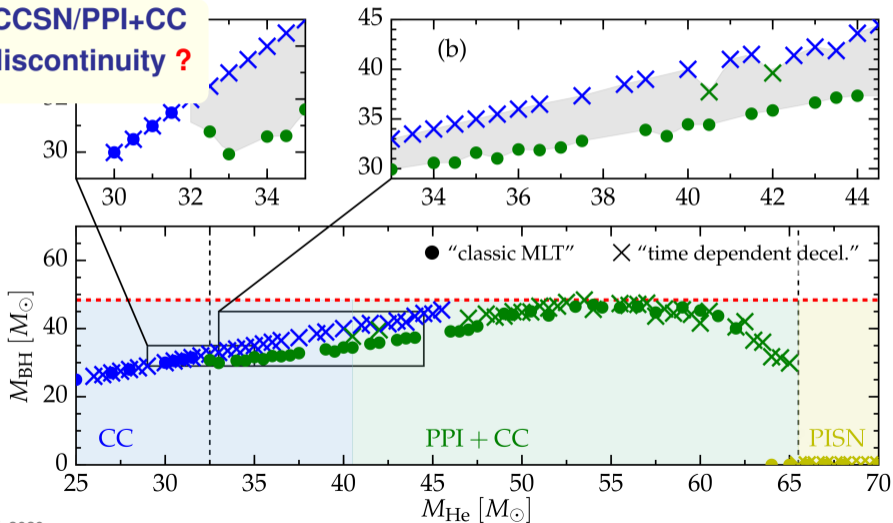 CCSN/PPI+CC
discontinuity ?
(b)
45
40
35
30
34 36 38 40 42 44
30
30 32 34
"classic MLT" "time dependent decel."
60
40
20
0
M_BH [M_⊙]
CC PPI + CC PISN
25 30 35 40 45 50 55 60 65 70
M_He [M_⊙]